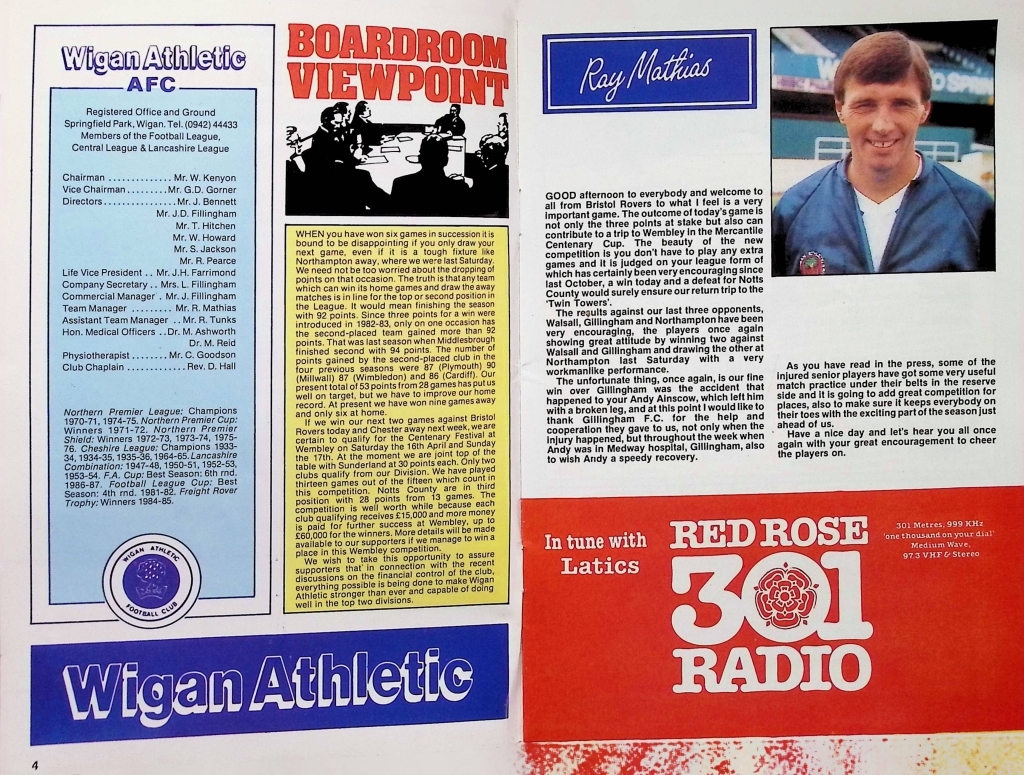 Wigan Athletic
AFC
Registered Office and Ground
Springfield Park, Wigan. Tel. (0942) 44433
Members of the Football League,
Central League & Lancashire League
Chairman .............. Mr. W. Kenyon
Vice Chairman ......... Mr. G.D. Gorner
Directors ............... Mr. J. Bennett
Mr. J.D. Fillingham
Mr. T. Hitchen
Mr. W. Howard
Mr. S. Jackson
Mr. R. Pearce
Life Vice President .. Mr. J.H. Farrimond
Company Secretary .. Mrs. L. Fillingham
Commercial Manager . Mr. J. Fillingham
Team Manager ......... Mr. R. Mathias
Assistant Team Manager .. Mr. R. Tunks
Hon. Medical Officers .. Dr. M. Ashworth
Dr. M. Reid
Physiotherapist ........ Mr. C. Goodson
Club Chaplain ............ Rev. D. Hall
Northern Premier League: Champions
1970-71, 1974-75. Northern Premier Cup:
Winners 1971-72. Northern Premier
Shield: Winners 1972-73, 1973-74, 1975-
76. Cheshire League: Champions 1933-
34, 1934-35, 1935-36, 1964-635. Lancashire
Combination: 1947-48, 1950-51, 1952-53,
1953-54. F.A. Cup: Best Season: 6th rnd.
1986-87. Football League Cup: Best
Season: 4th rnd. 1981-82. Freight Rover
Trophy: Winners 1984-85.
WIGAN ATHLETIC
FOOTBALL CLUB
BOARDROOM
VIEWPOINT
WHEN you have won six games in succession it is
bound to be disappointing if you only draw your
next game, even if it is a tough fixture like
Northampton away, where we were last Saturday.
We need not be too worried about the dropping of
points on that occasion. The truth is that any team
which can win its home games and draw the away
matches is in line for the top or second position in
the League. It would mean finishing the season
with 92 points. Since three points for a win were
introduced in 1982-83, only on one occasion has
the second-placed team gained more than 92
points. That was last season when Middlesbrough
finished second with 94 points. The number of
points gained by the second-placed club in the
four previous seasons were 87 (Plymouth) 90
(Millwall) 87 (Wimbledon) and 86 (Cardiff). Our
present total of 53 points from 28 games has put us
well on target, but we have to improve our home
record. At present we have won nine games away
and only six at home.
If we win our next two games against Bristol
Rovers today and Chester away next week, we are
certain to qualify for the Centenary Festival at
Wembley on Saturday the 16th April and Sunday
the 17th. At the moment we are joint top of the
table with Sunderland at 30 points each. Only two
clubs qualify from our Division. We have played
thirteen games out of the fifteen which count in
this competition. Notts County are in third
position with 28 points from 13 games. The
competition is well worth while because each
club qualifying receives £15,000 and more money
is paid for further success at Wembley, up to
£60,000 for the winners. More details will be made
available to our supporters if we manage to win a
place in this Wembley competition.
We wish to take this opportunity to assure
supporters that in connection with the recent
discussions on the financial control of the club,
everything possible is being done to make Wigan
Athletic stronger than ever and capable of doing
well in the top two divisions.
Wigan Athletic
4
Ray Mathias
GOOD afternoon to everybody and welcome to
all from Bristol Rovers to what I feel is a very
important game. The outcome of today's game is
not only the three points at stake but also can
contribute to a trip to Wembley in the Mercantile
Centenary Cup. The beauty of the new
competition is you don't have to play any extra
games and it is judged on your league form of
which has certainly been very encouraging since
last October, a win today and a defeat for Notts
County would surely ensure our return trip to the
'Twin Towers'.
The results against our last three opponents,
Walsall, Gillingham and Northampton have been
very encouraging, the players once again
showing great attitude by winning two against
Walsall and Gillingham and drawing the other at
Northampton last Saturday with a very
workmanlike performance.
The unfortunate thing, once again, is our fine
win over Gillingham was the accident that
happened to your Andy Ainscow, which left him
with a broken leg, and at this point I would like to
thank Gillingham F.C. for the help and
cooperation they gave to us, not only when the
injury happened, but throughout the week when
Andy was in Medway hospital, Gillingham, also
to wish Andy a speedy recovery.
As you have read in the press, some of the
injured senior players have got some very useful
match practice under their belts in the reserve
side and it is going to add great competition for
places, also to make sure it keeps everybody on
their toes with the exciting part of the season just
ahead of us.
Have a nice day and let's hear you all once
again with your great encouragement to cheer
the players on.
In tune with
Latics
RED ROSE
301
RADIO
301 Metres, 999 KHz
'one thousand on your dial'
Medium Wave,
97.3 VHF & Stereo